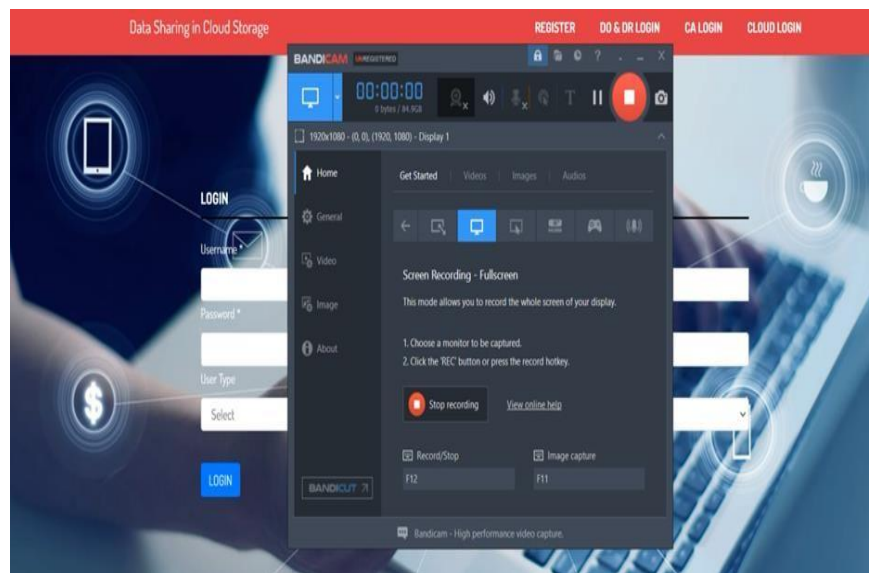 Data Sharing in Cloud Storage REGISTER DO & DR LOGIN CA LOGIN CLOUD LOGIN
BANDICAM UNREGISTERED
00:00:00
0 bytes / 84.9GB
1920x1080 - (0, 0), (1920, 1080) - Display 1
Home
General
Video
Image
About
BANDICUT
Get Started Videos Images Audios
Screen Recording - Fullscreen
This mode allows you to record the whole screen of your display.
1. Choose a monitor to be captured.
2. Click the 'REC' button or press the record hotkey.
Stop recording View online help
Record/Stop Image capture
F12 F11
Bandicam - High performance video capture.
LOGIN
Username *
Password *
User Type
Select
LOGIN